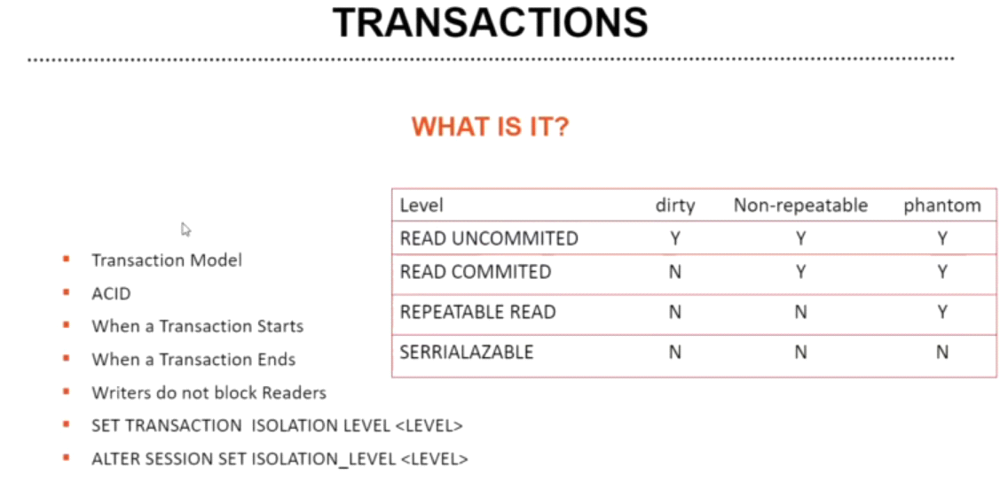 TRANSACTIONS
WHAT IS IT?
Level dirty Non-repeatable phantom
READ UNCOMMITED Y Y Y
READ COMMITED N Y Y
REPEATABLE READ N N Y
SERRIALAZABLE N N N
Transaction Model
ACID
When a Transaction Starts
When a Transaction Ends
Writers do not block Readers
SET TRANSACTION ISOLATION LEVEL <LEVEL>
ALTER SESSION SET ISOLATION_LEVEL <LEVEL>